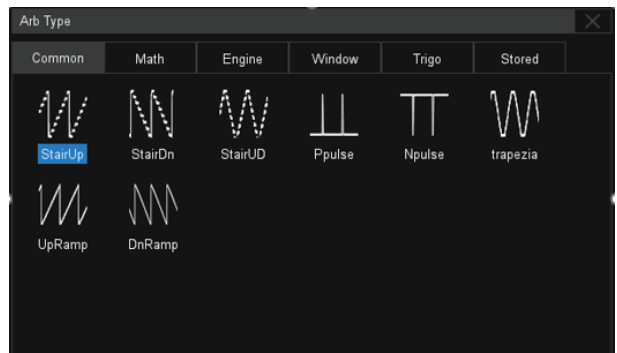 Arb Type
Common Math Engine Window Trigo Stored
StairUp StairDn StairUD Ppulse Npulse trapezia
UpRamp DnRamp